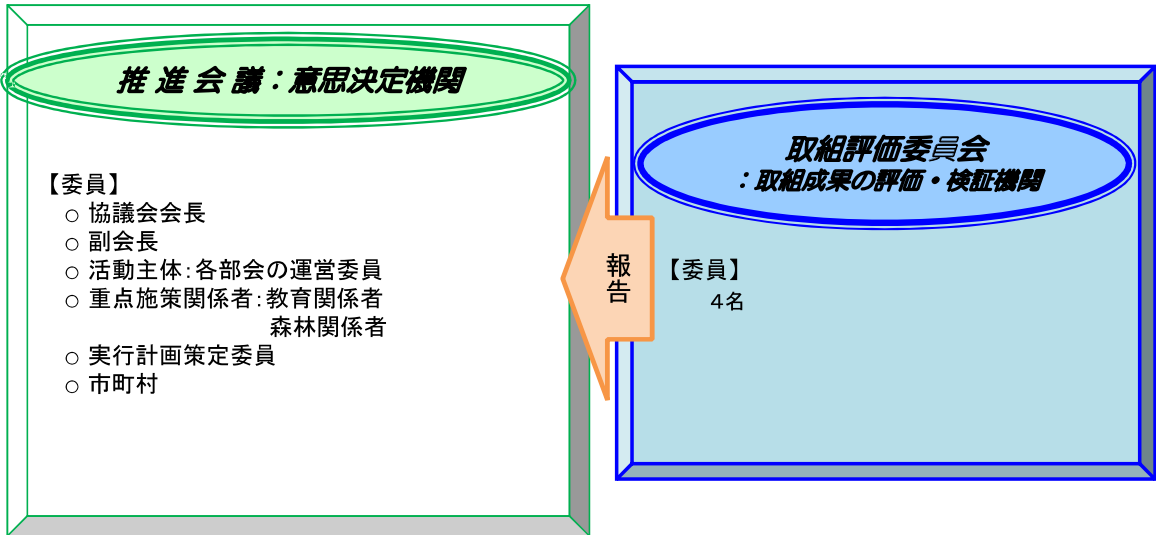 推 進 会 議：意思決定機関
【委員】
○ 協議会会長
○ 副会長
○ 活動主体：各部会の運営委員
○ 重点施策関係者：教育関係者
森林関係者
○ 実行計画策定委員
○ 市町村
報告
取組評価委員会
：取組成果の評価・検証機関
【委員】
４名